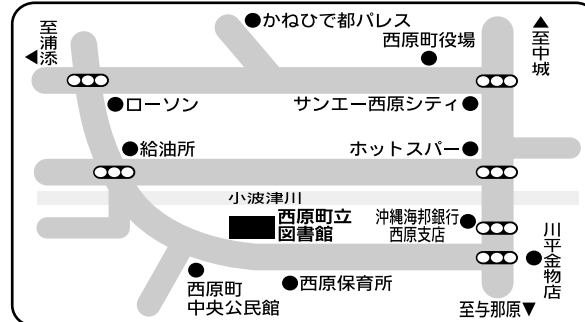 至浦添
かねひで都パレス
西原町役場
至中城
ローソン
サンエー西原シティ
給油所
ホットスパー
小波津川
西原町立
図書館
沖縄海邦銀行
西原支店
川平金物店
西原町
中央公民館
西原保育所
至与那原